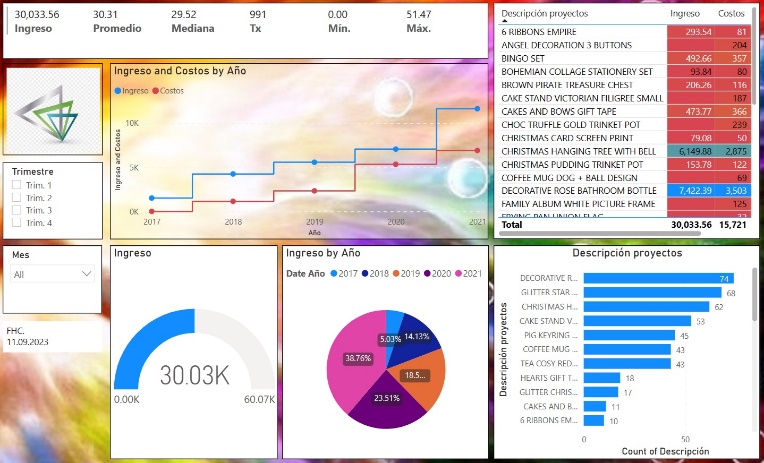 30,033.56 30.31 29.52 991 0.00 51.47
Ingreso Promedio Mediana Tx Min. Máx.
Trimestre
Trim. 1
Trim. 2
Trim. 3
Trim. 4
Mes
All
FHC.
11.09.2023
Ingreso and Costos by Año
Ingreso Costos
Ingreso and Costos
10K
5K
0K
2017 2018 2019 2020 2021
Año
Descripción proyectos Ingreso Costos
6 RIBBONS EMPIRE 293.54 81
ANGEL DECORATION 3 BUTTONS 204
BINGO SET 492.66 357
BOHEMIAN COLLAGE STATIONERY SET 93.84 80
BROWN PIRATE TREASURE CHEST 206.26 116
CAKE STAND VICTORIAN FILIGREE SMALL 187
CAKES AND BOWS GIFT TAPE 473.77 336
CHOC TRUFFLE GOLD TRINKET POT 239
CHRISTMAS CARD SCREEN PRINT 79.08 50
CHRISTMAS HANGING TREE WITH BELL 6,149.88 2,875
CHRISTMAS PUDDING TRINKET POT 153.78 122
COFFEE MUG DOG + BALL DESIGN 69
DECORATIVE ROSE BATHROOM BOTTLE 7,422.39 3,503
FAMILY ALBUM WHITE PICTURE FRAME 125
Total 30,033.56 15,721
Ingreso
30.03K
0.00K 60.07K
Ingreso by Año
Date Año 2017 2018 2019 2020 2021
5.03%
14.13%
18.5...
23.51%
38.76%
Descripción proyectos
Descripción proyectos
DECORATIVE R... 74
GLITTER STAR ... 68
CHRISTMAS H... 62
CAKE STAND V... 53
PIG KEYRING ... 45
COFFEE MUG ... 43
TEA COSY RED... 43
HEARTS GIFT T... 18
GLITTER CHRIS... 17
CAKES AND B... 11
6 RIBBONS EM... 10
0 50
Count of Descripción